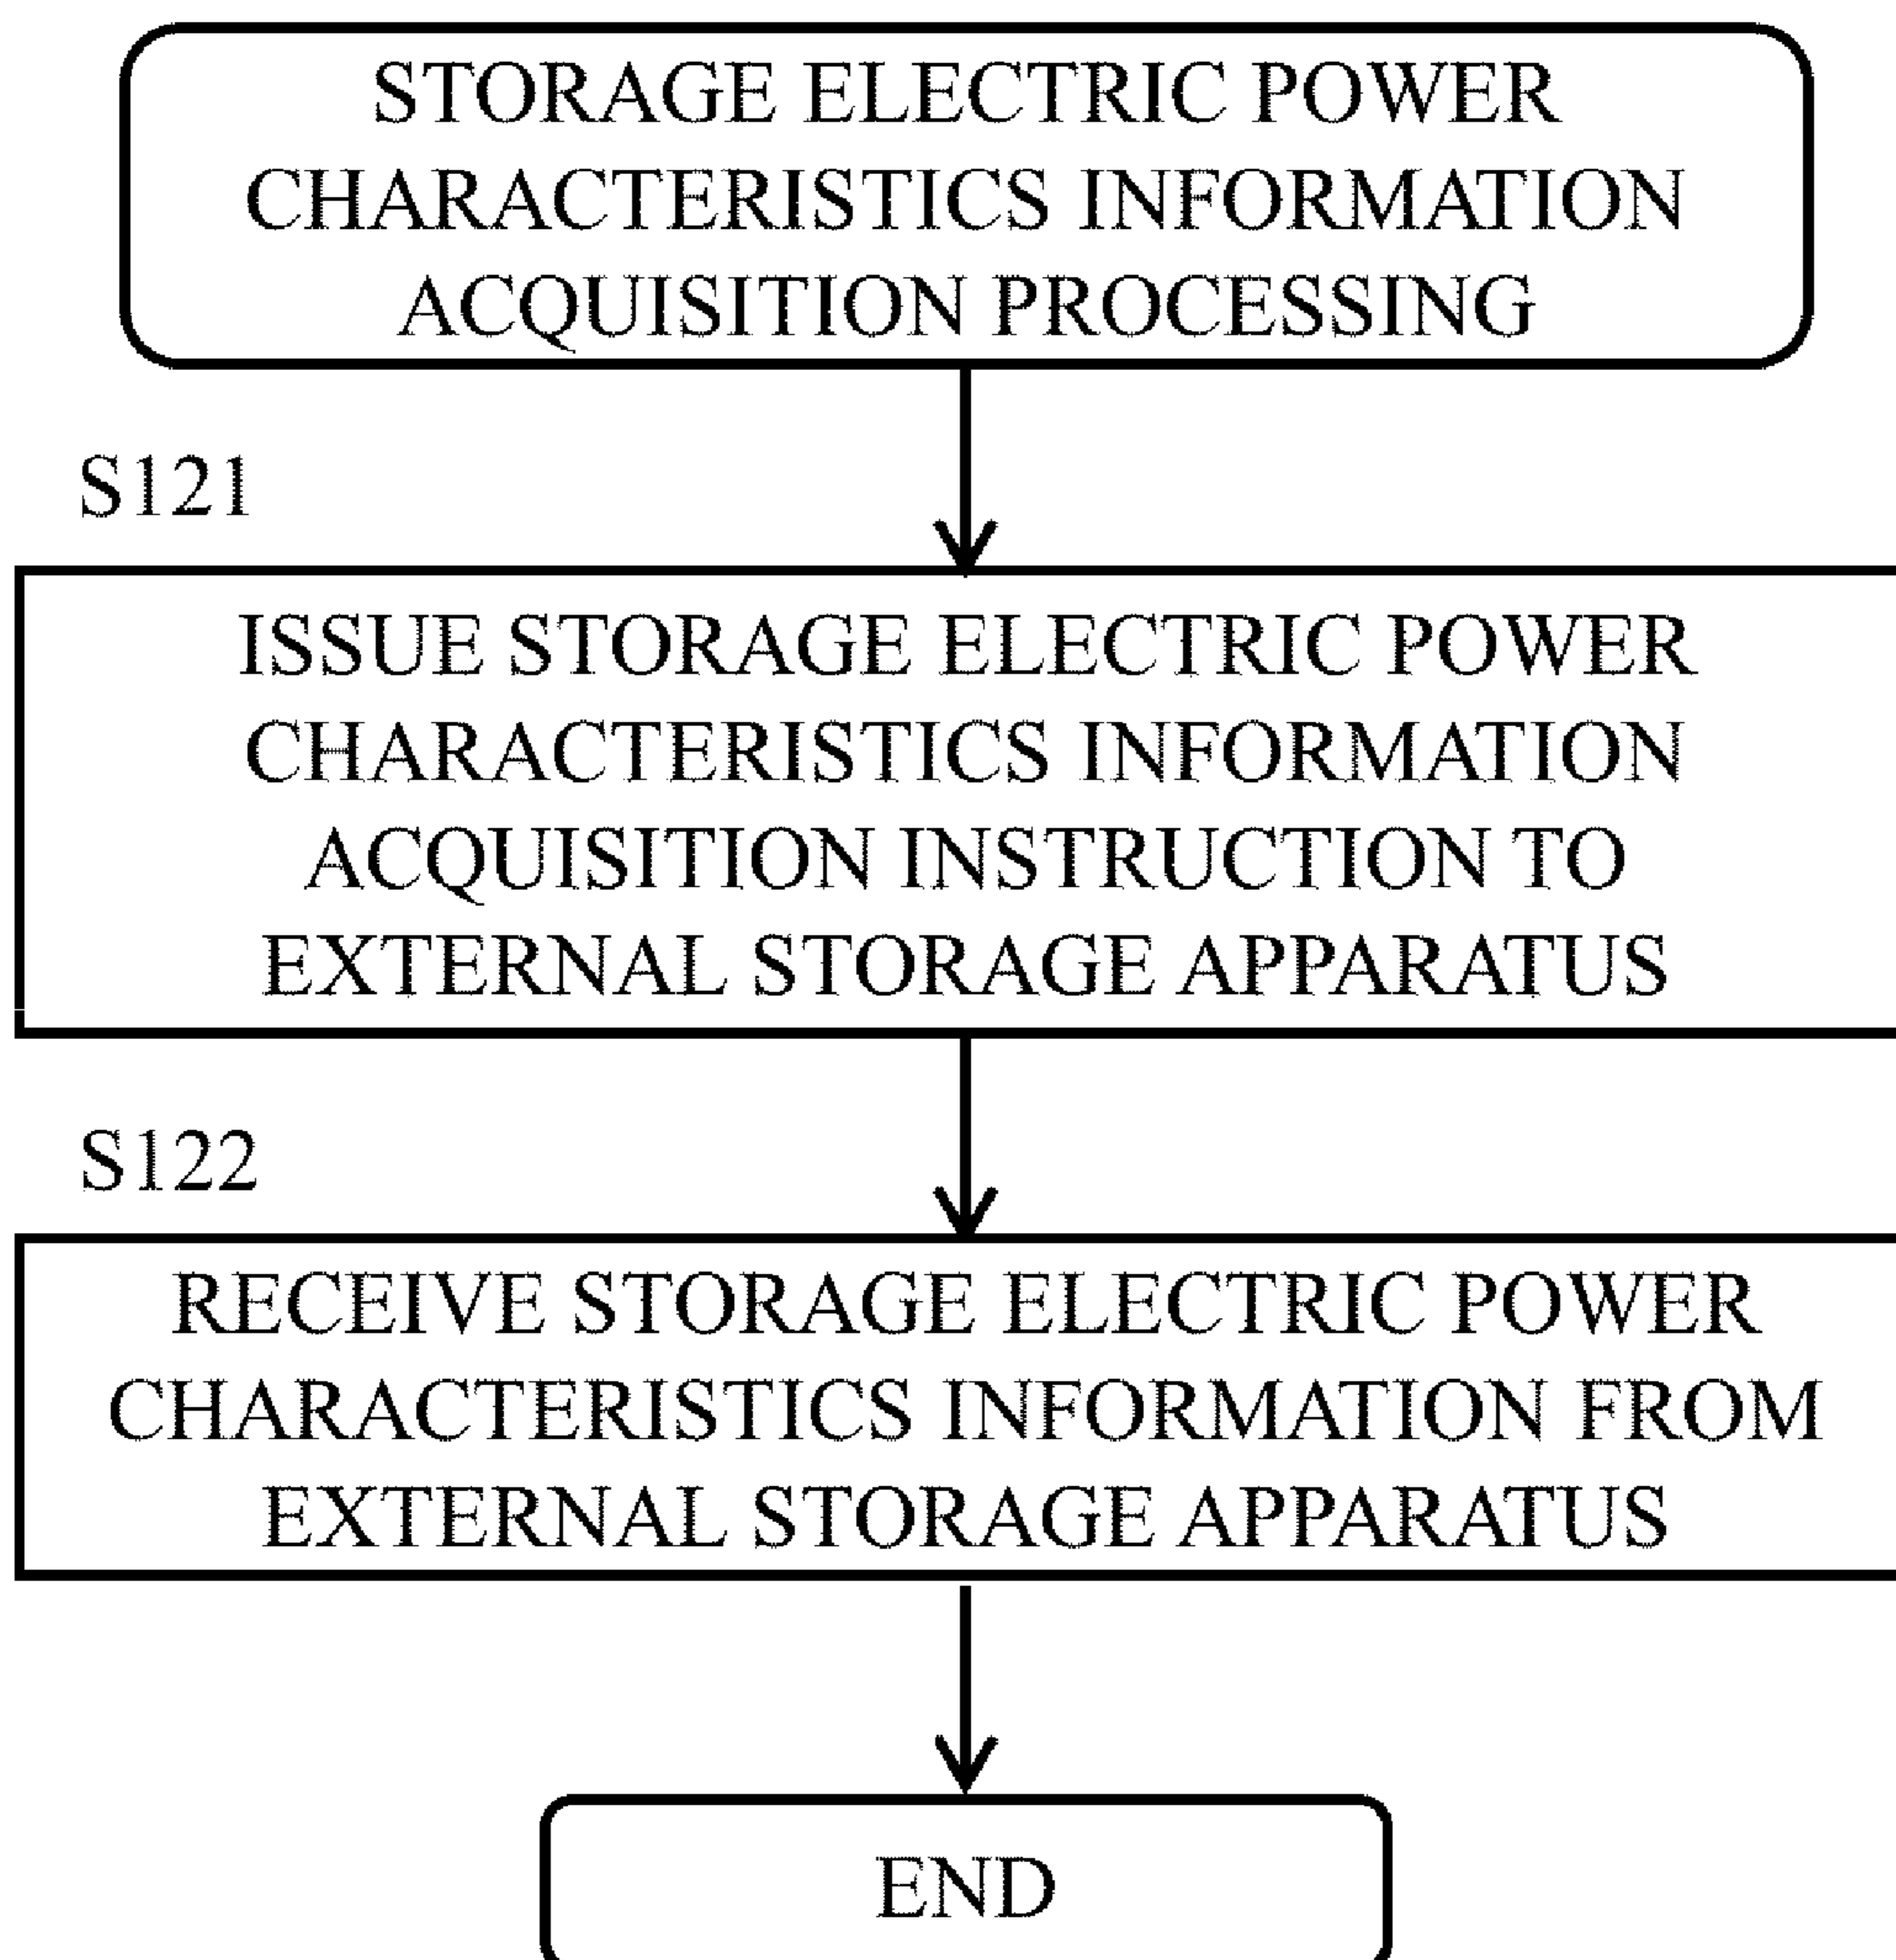 STORAGE ELECTRIC POWER
CHARACTERISTICS INFORMATION
ACQUISITION PROCESSING
S121
ISSUE STORAGE ELECTRIC POWER
CHARACTERISTICS INFORMATION
ACQUISITION INSTRUCTION TO
EXTERNAL STORAGE APPARATUS
S122
RECEIVE STORAGE ELECTRIC POWER
CHARACTERISTICS INFORMATION FROM
EXTERNAL STORAGE APPARATUS
END